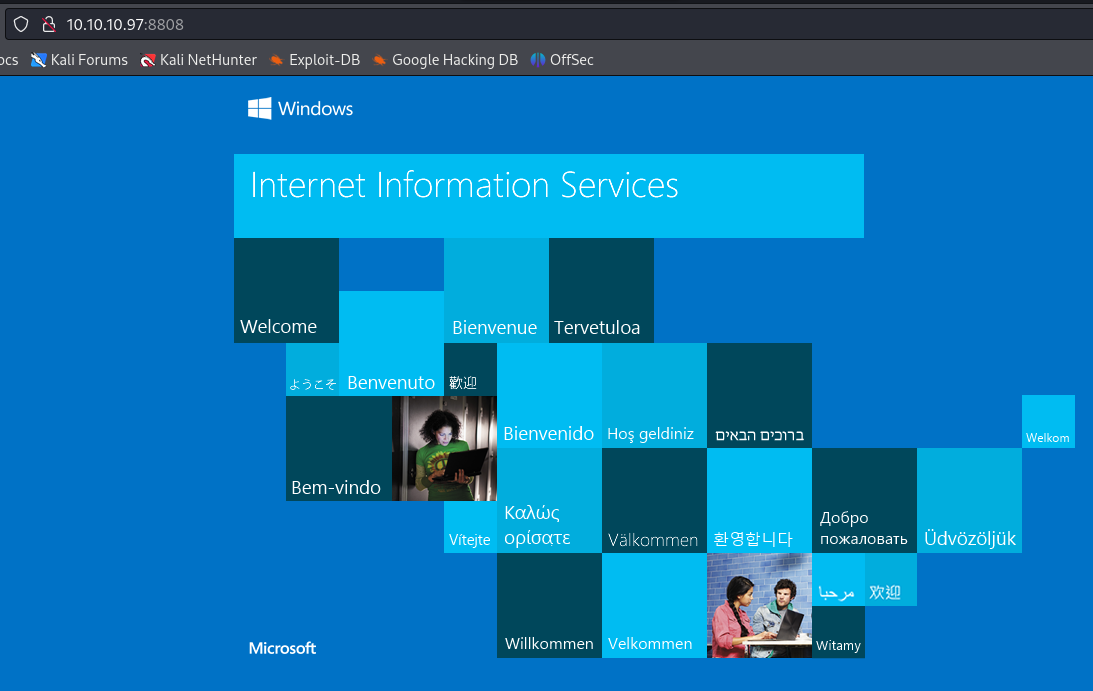 10.10.10.97:8808
ocs Kali Forums Kali NetHunter Exploit-DB Google Hacking DB OffSec
Windows
Internet Information Services
Welcome
Bienvenue
Tervetuloa
ようこそ
Benvenuto
歡迎
Bienvenido
Hoş geldiniz
ברוכים הבאים
Welkom
Bem-vindo
Vítejte
Καλώς
ορίσατε
Välkommen
환영합니다
Добро
пожаловать
Üdvözöljük
مرحبا
欢迎
Willkommen
Velkommen
Witamy
Microsoft